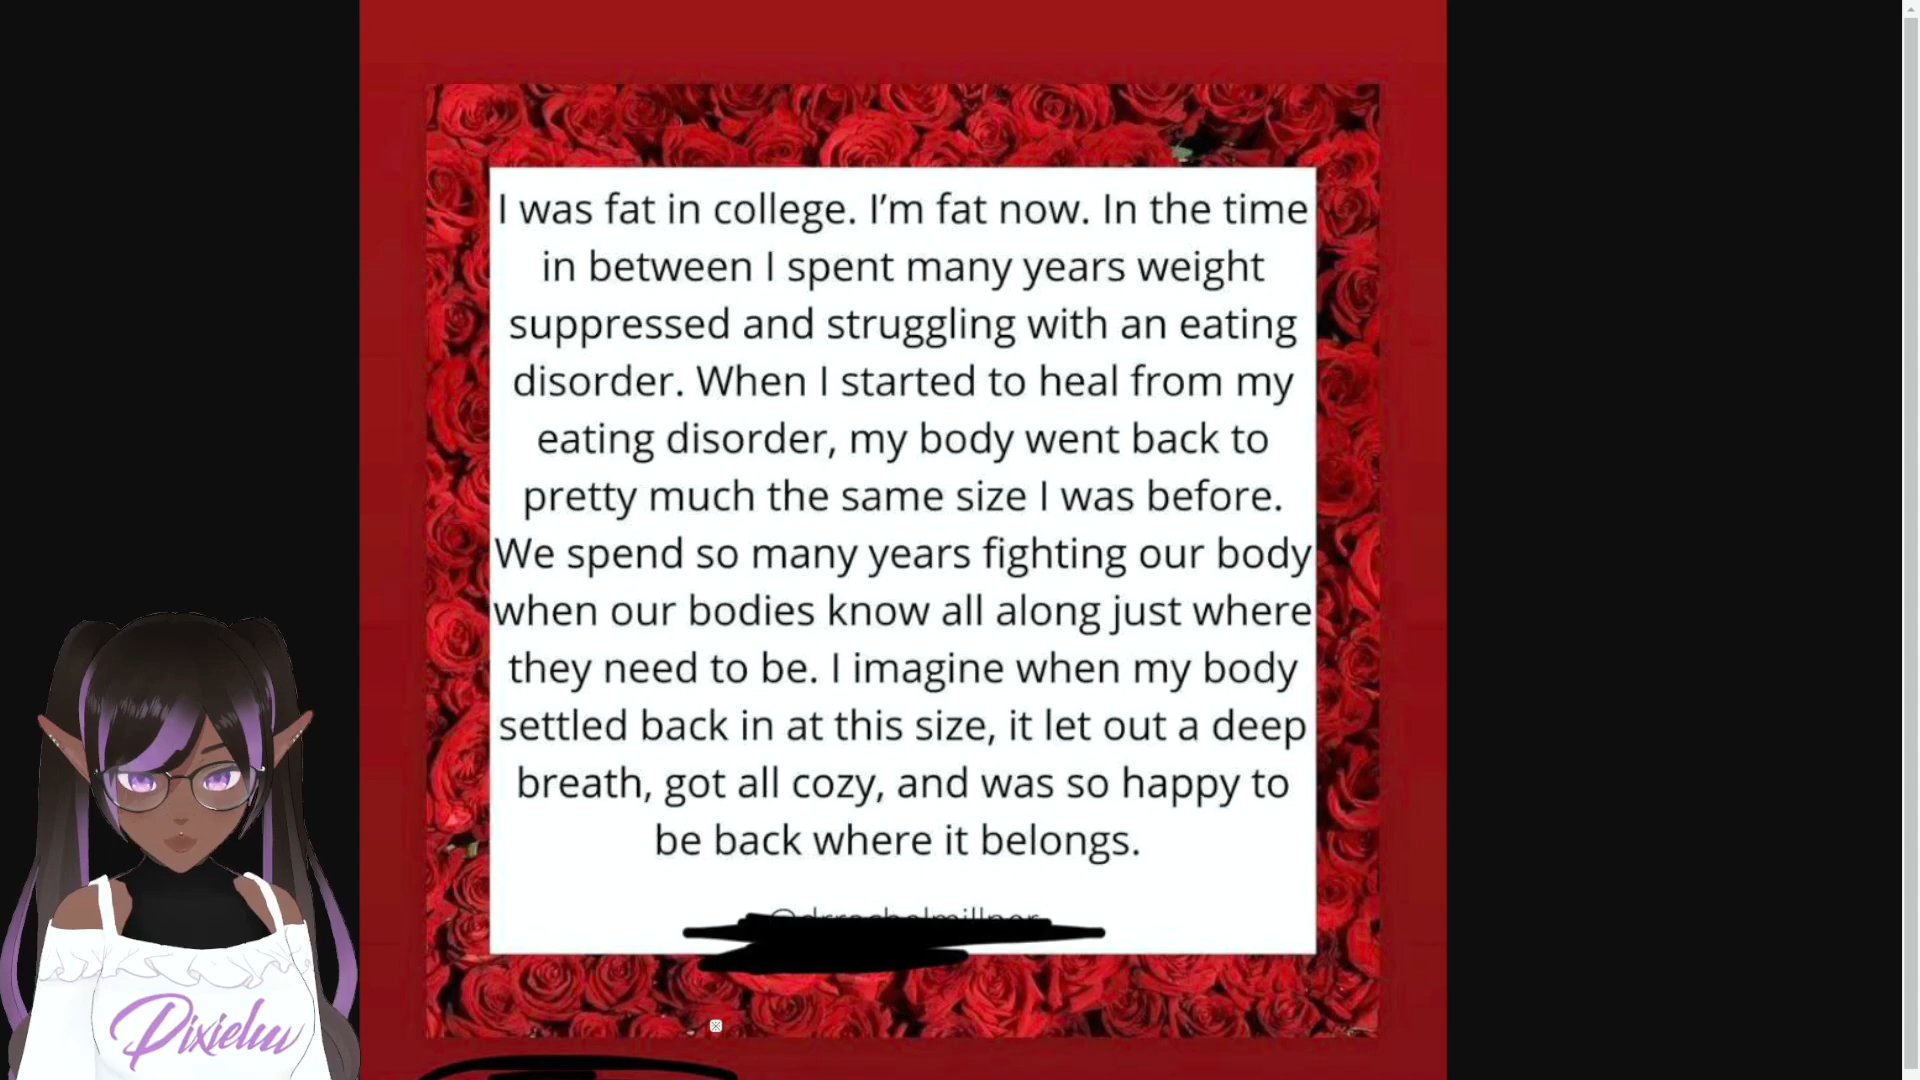 I was fat in college. I’m fat now. In the time
in between I spent many years weight
suppressed and struggling with an eating
disorder. When I started to heal from my
eating disorder, my body went back to
pretty much the same size I was before.
We spend so many years fighting our body
when our bodies know all along just where
they need to be. I imagine when my body
settled back in at this size, it let out a deep
breath, got all cozy, and was so happy to
be back where it belongs.
Dixieluv